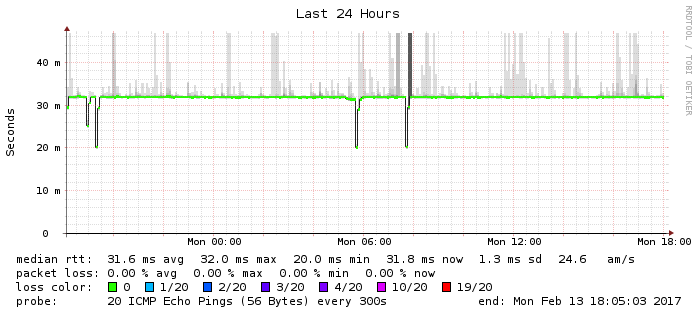 Last 24 Hours
RRDTOOL / TOBI OETIKER
Seconds
40 m
30 m
20 m
10 m
0
Mon 00:00 Mon 06:00 Mon 12:00 Mon 18:00
median rtt: 31.6 ms avg 32.0 ms max 20.0 ms min 31.8 ms now 1.3 ms sd 24.6 am/s
packet loss: 0.00 % avg 0.00 % max 0.00 % min 0.00 % now
loss color: 0 1/20 2/20 3/20 4/20 10/20 19/20
probe: 20 ICMP Echo Pings (56 Bytes) every 300s end: Mon Feb 13 18:05:03 2017